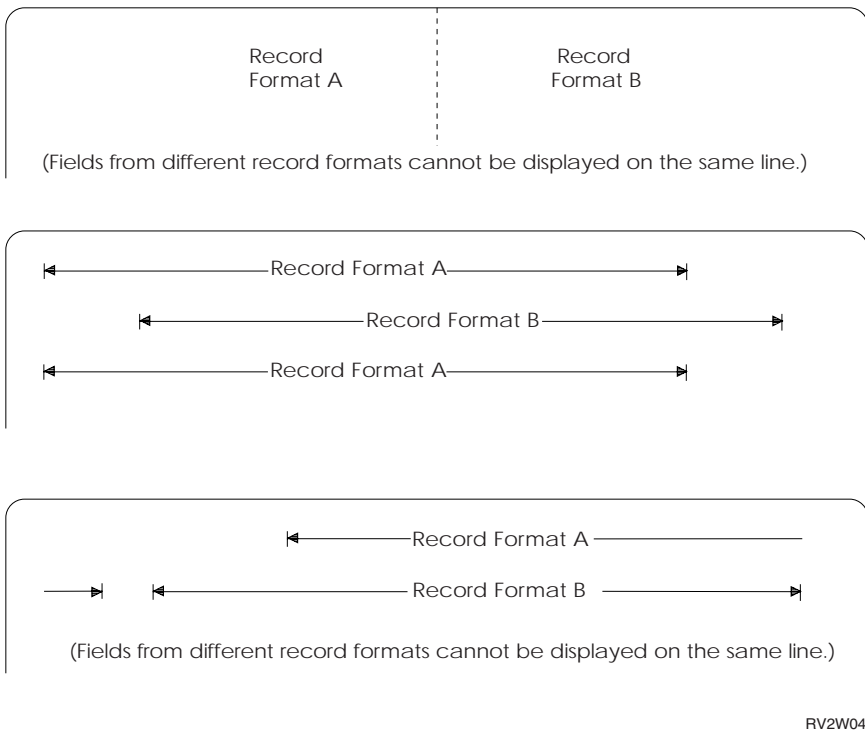 Record Format A
Record Format B
(Fields from different record formats cannot be displayed on the same line.)
Record Format A
Record Format B
Record Format A
Record Format A
Record Format B
(Fields from different record formats cannot be displayed on the same line.)
RV2W04